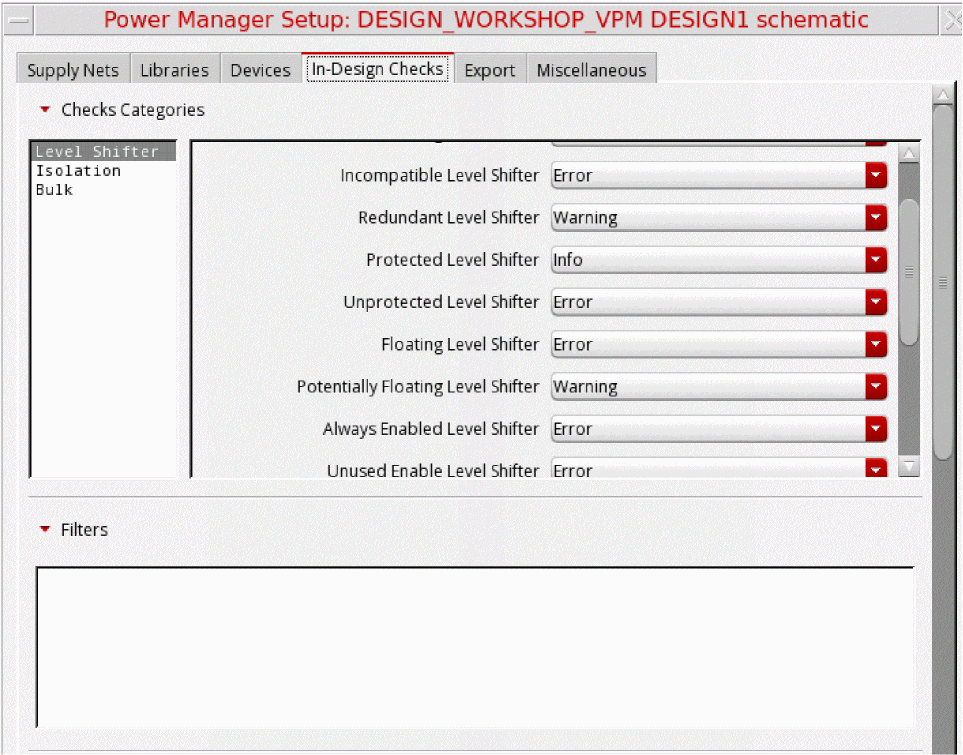 Power Manager Setup: DESIGN_WORKSHOP_VPM DESIGN1 schematic
Supply Nets Libraries Devices In-Design Checks Export Miscellaneous
Checks Categories
Level Shifter
Isolation
Bulk
Incompatible Level Shifter Error
Redundant Level Shifter Warning
Protected Level Shifter Info
Unprotected Level Shifter Error
Floating Level Shifter Error
Potentially Floating Level Shifter Warning
Always Enabled Level Shifter Error
Unused Enable Level Shifter Error
Filters